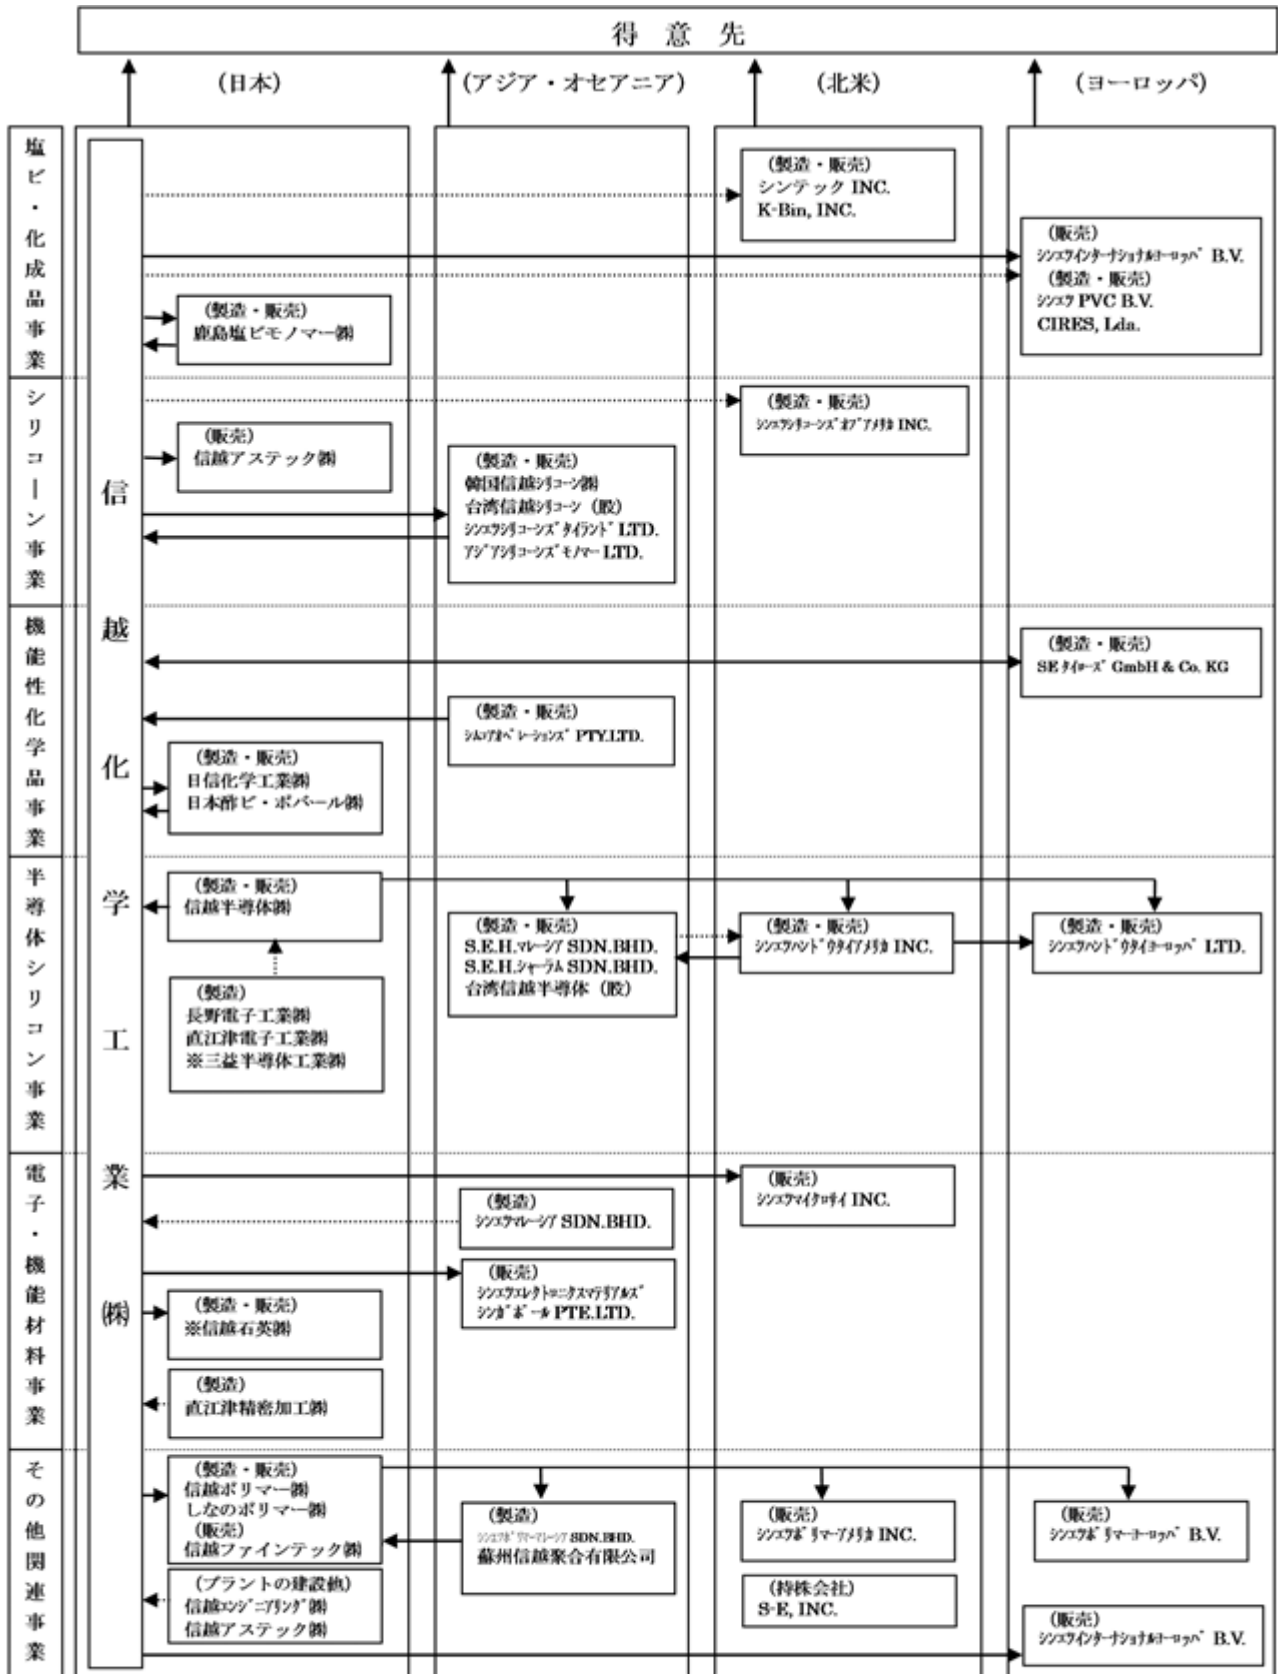 得意先
(日本)
(アジア・オセアニア)
(北米)
(ヨーロッパ)
信越化学工業㈱
塩ビ・化成品事業
(製造・販売)
シンテック INC.
K-Bin, INC.
(販売)
シンエツインターナショナルヨーロッパ B.V.
(製造・販売)
シンエツ PVC B.V.
CIRES, Lda.
(製造・販売)
鹿島塩ビモノマー㈱
シリコーン事業
(製造・販売)
シンエツシリコーンズオブアメリカ INC.
(販売)
信越アステック㈱
(製造・販売)
韓国信越シリコーン㈱
台湾信越シリコーン (股)
シンエツシリコーンズタイランド LTD.
アジアシリコーンズモノマー LTD.
機能性化学品事業
(製造・販売)
SEタイローズ GmbH & Co. KG
(製造・販売)
シムコアオペレーションズ PTY.LTD.
(製造・販売)
日信化学工業㈱
日本酢ビ・ポバール㈱
半導体シリコン事業
(製造・販売)
信越半導体㈱
(製造・販売)
S.E.H.マレーシア SDN.BHD.
S.E.H.シャーラム SDN.BHD.
台湾信越半導体 (股)
(製造・販売)
シンエツハンドウタイアメリカ INC.
(製造・販売)
シンエツハンドウタイヨーロッパ LTD.
(製造)
長野電子工業㈱
直江津電子工業㈱
※三益半導体工業㈱
電子・機能材料事業
(販売)
シンエツマイクロサイ INC.
(製造)
シンエツマレーシア SDN.BHD.
(販売)
シンエツエレクトロニクスマテリアルズ
シンガポール PTE.LTD.
(製造・販売)
※信越石英㈱
(製造)
直江津精密加工㈱
その他関連事業
(製造・販売)
信越ポリマー㈱
しなのポリマー㈱
(販売)
信越ファインテック㈱
(製造)
シンエツポリマーマレーシア SDN.BHD.
蘇州信越聚合有限公司
(販売)
シンエツポリマーアメリカ INC.
(販売)
シンエツポリマーヨーロッパ B.V.
(プラントの建設他)
信越エンジニアリング㈱
信越アステック㈱
(持株会社)
S-E, INC.
(販売)
シンエツインターナショナルヨーロッパ B.V.